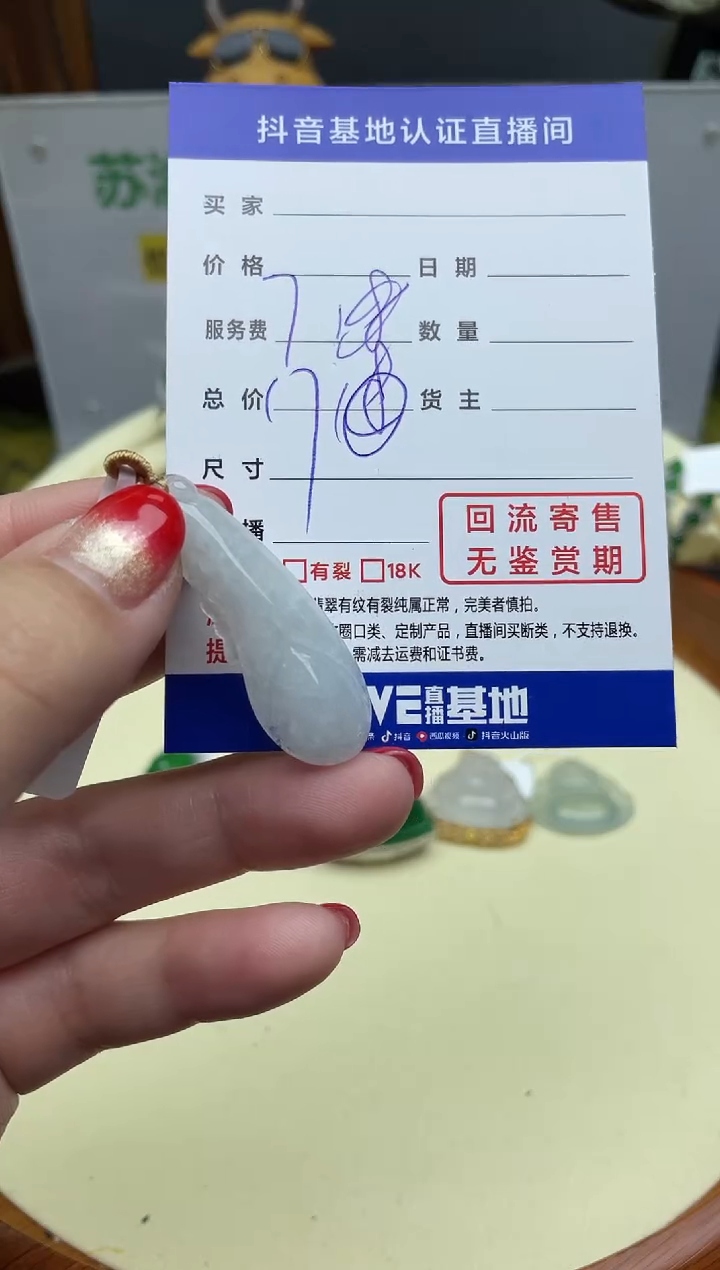 抖音基地认证直播间
苏
买 家
价 格 日 期
服务费 7 数 量
总 价 货 主
尺 寸
播
回流寄售
无鉴赏期
有裂 18K
翡翠有纹有裂纯属正常，完美者慎拍。
圈口类、定制产品，直播间买断类，不支持退换。
提 需减去运费和证书费。
VE 直播 基地
抖音 西瓜视频 抖音火山版